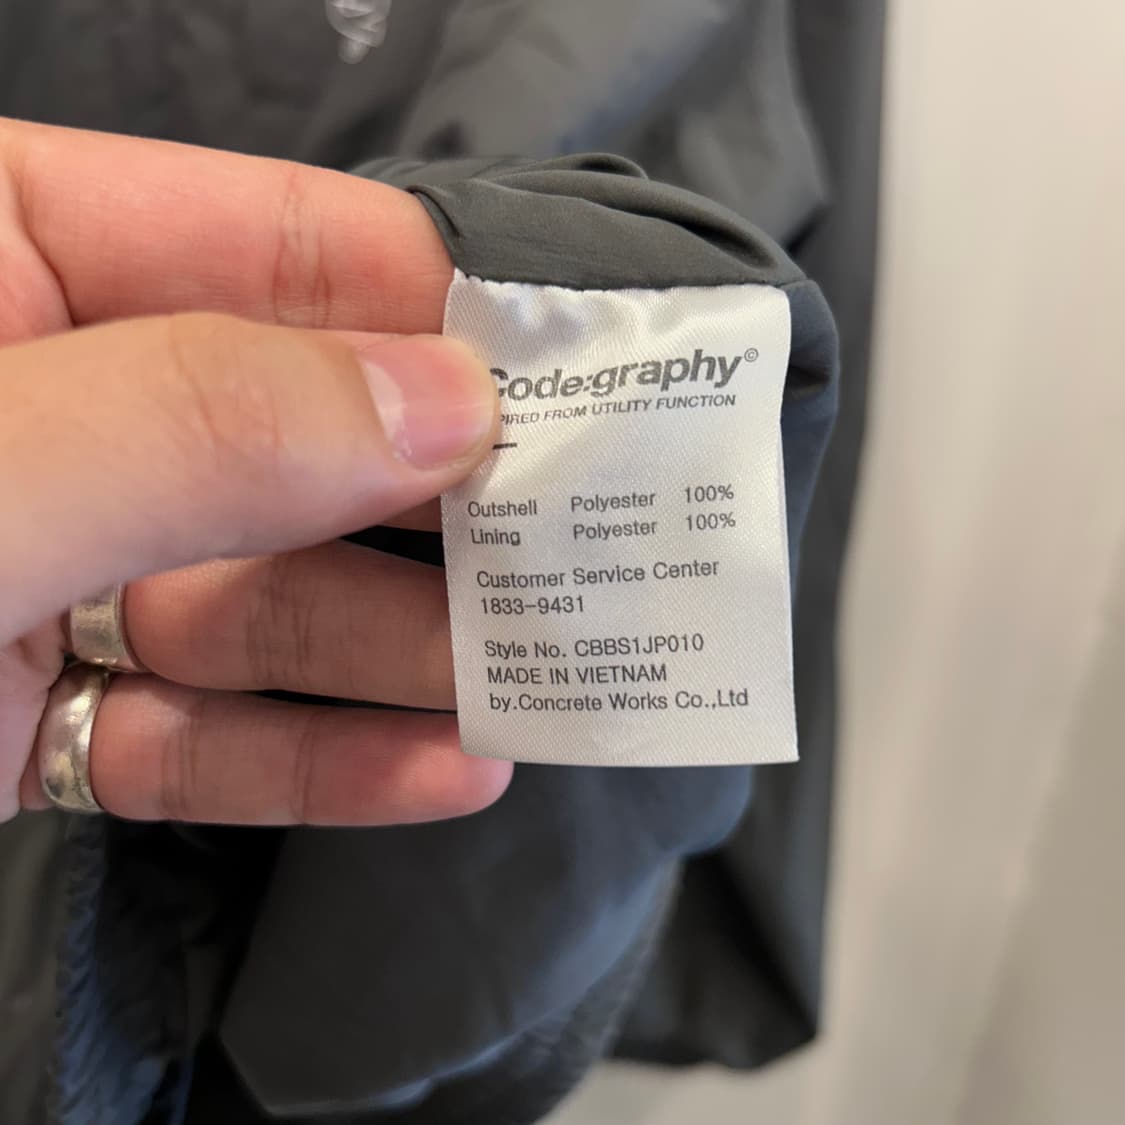 Code:graphy©
PIRED FROM UTILITY FUNCTION
Outshell Polyester 100%
Lining Polyester 100%
Customer Service Center
1833-9431
Style No. CBBS1JP010
MADE IN VIETNAM
by.Concrete Works Co.,Ltd